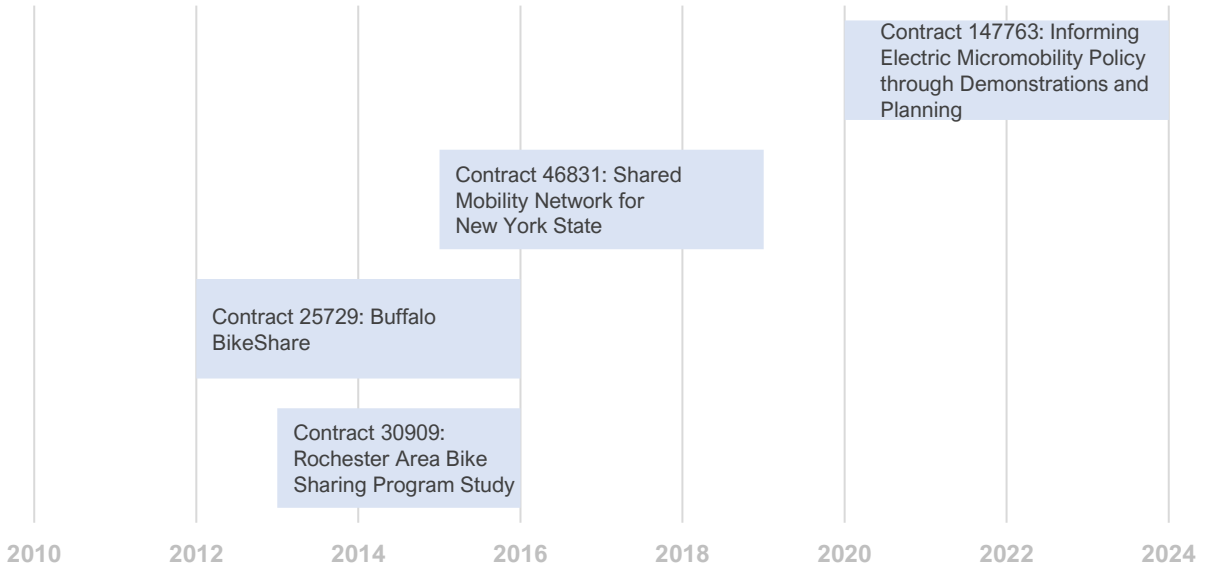 Contract 147763: Informing
Electric Micromobility Policy
through Demonstrations and
Planning
Contract 46831: Shared
Mobility Network for
New York State
Contract 25729: Buffalo
BikeShare
Contract 30909:
Rochester Area Bike
Sharing Program Study
2010 2012 2014 2016 2018 2020 2022 2024